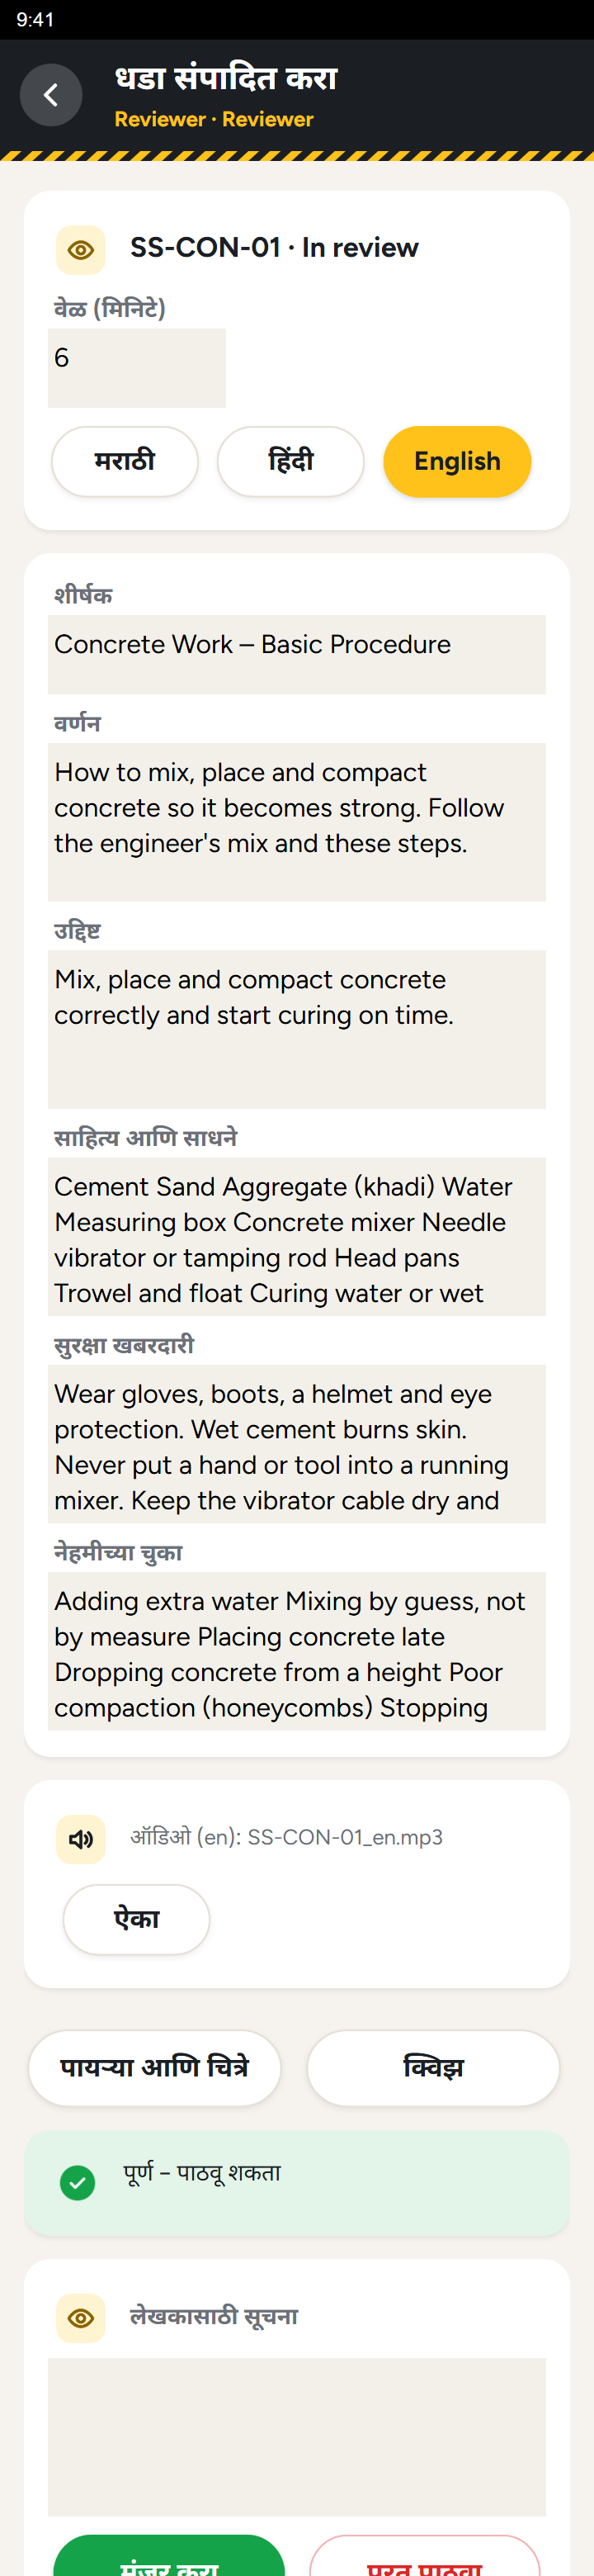 9:41
धडा संपादित करा
Reviewer · Reviewer
SS-CON-01 · In review
वेळ (मिनिटे)
6
मराठी
हिंदी
English
शीर्षक
Concrete Work – Basic Procedure
वर्णन
How to mix, place and compact
concrete so it becomes strong. Follow
the engineer's mix and these steps.
उद्दिष्ट
Mix, place and compact concrete
correctly and start curing on time.
साहित्य आणि साधने
Cement Sand Aggregate (khadi) Water
Measuring box Concrete mixer Needle
vibrator or tamping rod Head pans
Trowel and float Curing water or wet
सुरक्षा खबरदारी
Wear gloves, boots, a helmet and eye
protection. Wet cement burns skin.
Never put a hand or tool into a running
mixer. Keep the vibrator cable dry and
नेहमीच्या चुका
Adding extra water Mixing by guess, not
by measure Placing concrete late
Dropping concrete from a height Poor
compaction (honeycombs) Stopping
ऑडिओ (en): SS-CON-01_en.mp3
ऐका
पायऱ्या आणि चित्रे
क्विझ
पूर्ण – पाठवू शकता
लेखकासाठी सूचना
मंजूर करा
परत पाठवा